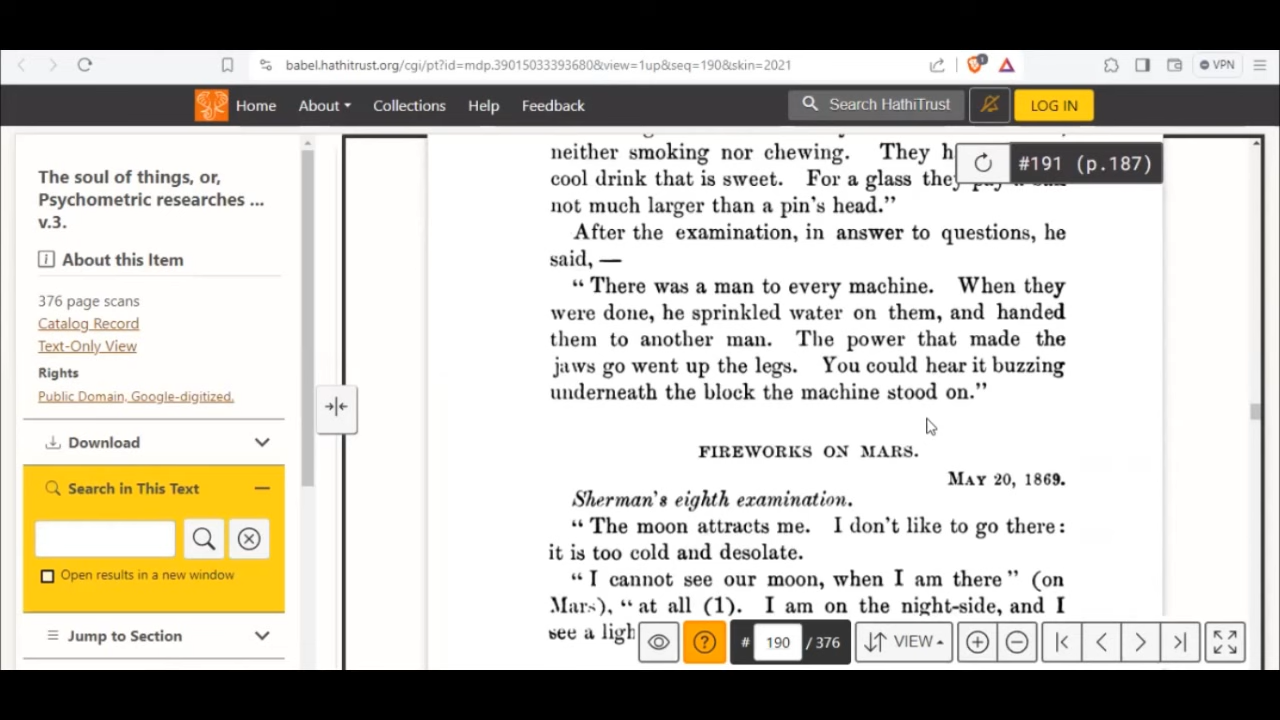 babel.hathitrust.org/cgi/pt?id=mdp.39015033393680&view=1up&seq=190&skin=2021
1
VPN
Home
About
Collections
Help
Feedback
Search HathiTrust
LOG IN
The soul of things, or,
Psychometric researches ...
v.3.
About this Item
376 page scans
Catalog Record
Text-Only View
Rights
Public Domain, Google-digitized.
Download
Search in This Text
Open results in a new window
Jump to Section
#191 (p.187)
neither smoking nor chewing. They
cool drink that is sweet. For a glass they pay a
not much larger than a pin's head."
After the examination, in answer to questions, he
said, —
"There was a man to every machine. When they
were done, he sprinkled water on them, and handed
them to another man. The power that made the
jaws go went up the legs. You could hear it buzzing
underneath the block the machine stood on."
FIREWORKS ON MARS.
MAY 20, 1869.
Sherman's eighth examination.
"The moon attracts me. I don't like to go there:
it is too cold and desolate.
"I cannot see our moon, when I am there" (on
Mars), "at all (1). I am on the night-side, and I
see a
# 190 / 376
VIEW